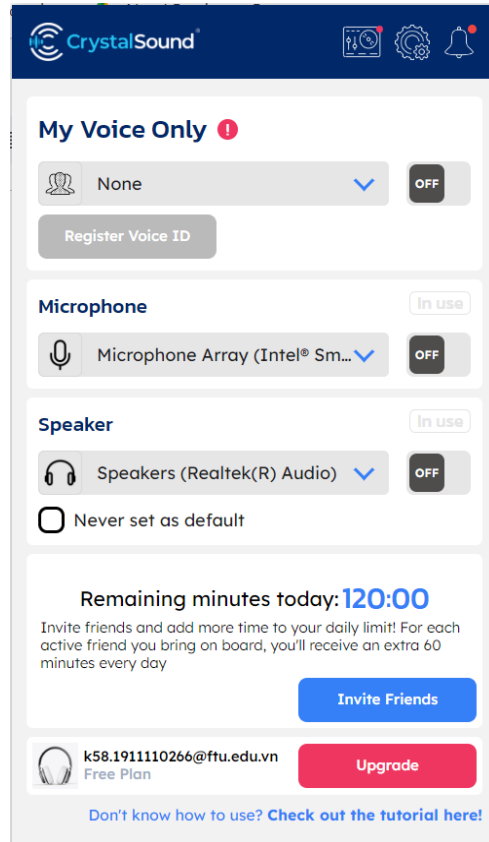 CrystalSound
My Voice Only
None
OFF
Register Voice ID
Microphone
In use
Microphone Array (Intel® Sm...
OFF
Speaker
In use
Speakers (Realtek(R) Audio)
OFF
Never set as default
Remaining minutes today: 120:00
Invite friends and add more time to your daily limit! For each
active friend you bring on board, you'll receive an extra 60
minutes every day
Invite Friends
k58.1911110266@ftu.edu.vn
Free Plan
Upgrade
Don't know how to use? Check out the tutorial here!